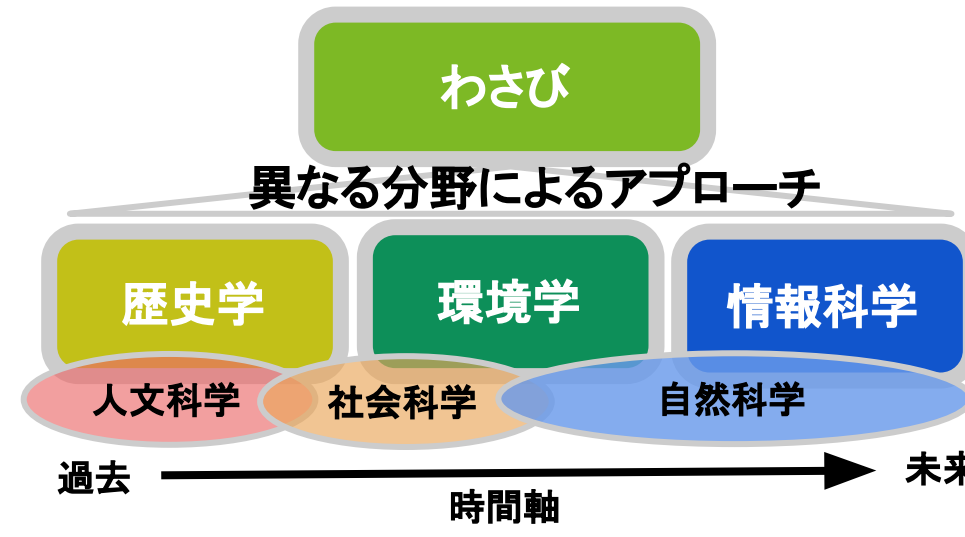 わさび
異なる分野によるアプローチ
歴史学
環境学
情報科学
人文科学
社会科学
自然科学
過去
未来
時間軸